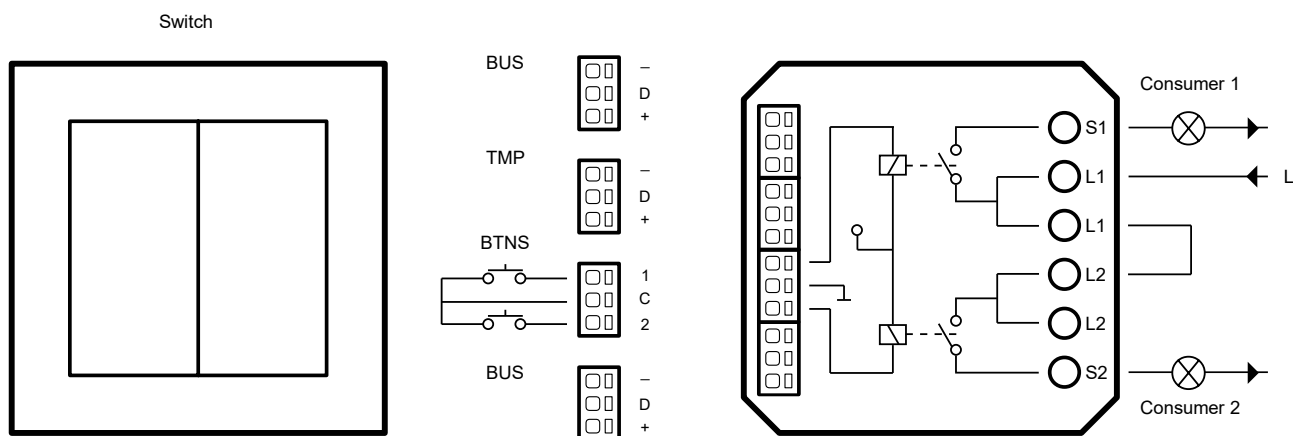 Switch
BUS
–
D
+
TMP
–
D
+
BTNS
1
C
2
BUS
–
D
+
Consumer 1
S1
L1
L
L1
L2
L2
S2
Consumer 2